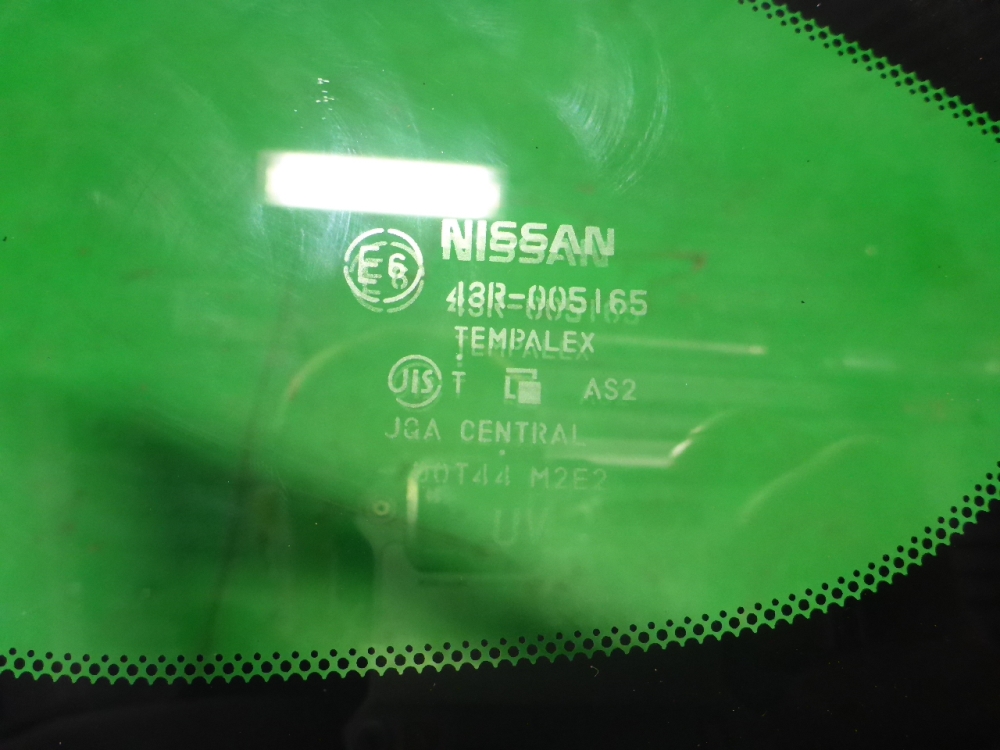 NISSAN
E6
43R-005165
TEMPALEX
JIS T AS2
JGA CENTRAL
M2E2
UV